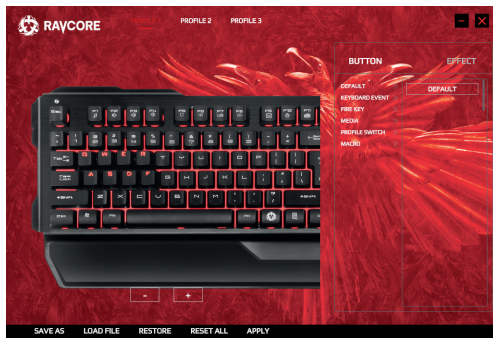 RAVCORE
PROFILE 2
PROFILE 3
BUTTON
EFFECT
DEFAULT
KEYBOARD EVENT
FIRE KEY
MEDIA
PROFILE SWITCH
MACRO
DEFAULT
Q W E R T Y U I O P
A S D F G H J K L
Z X C V B N M
-
+
SAVE AS
LOAD FILE
RESTORE
RESET ALL
APPLY